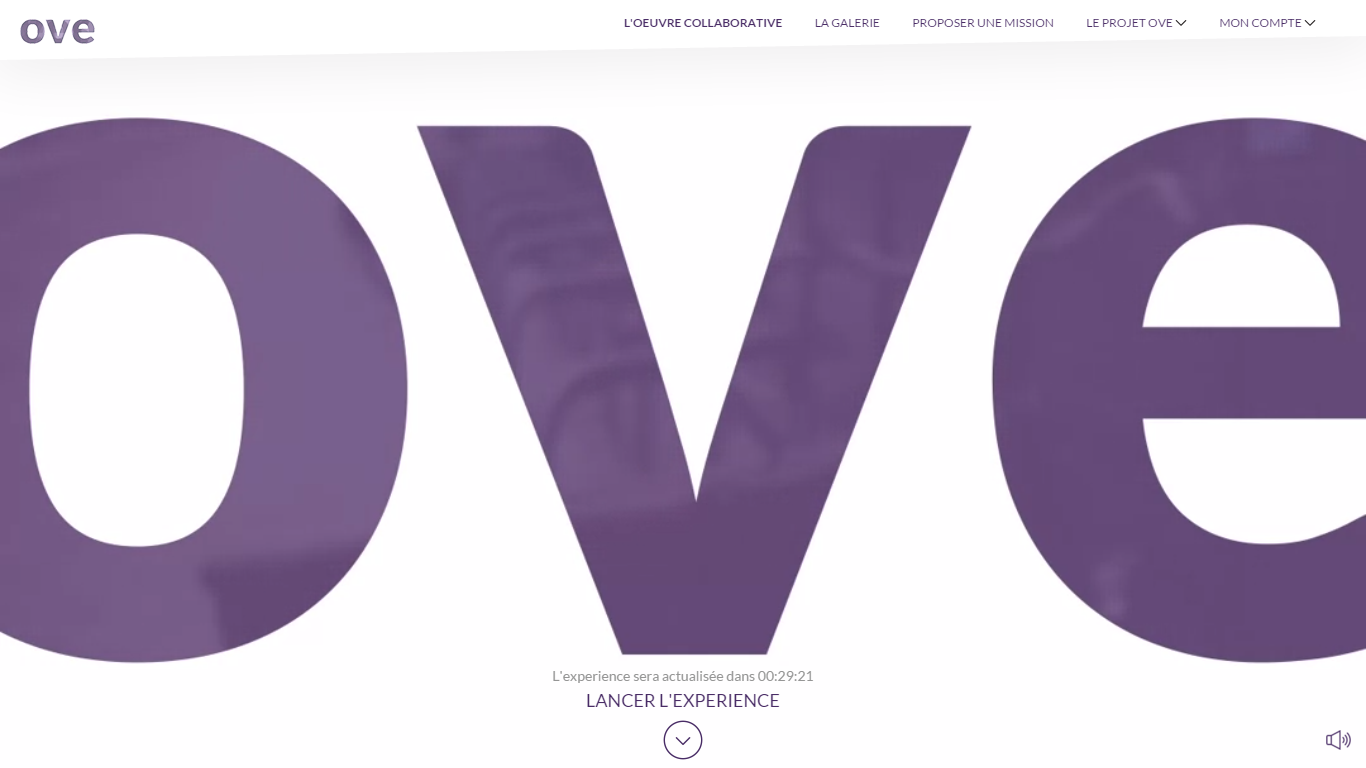 ove
L'OEUVRE COLLABORATIVE
LA GALERIE
PROPOSER UNE MISSION
LE PROJET OVE
MON COMPTE
ove
L'experience sera actualisée dans 00:29:21
LANCER L'EXPERIENCE